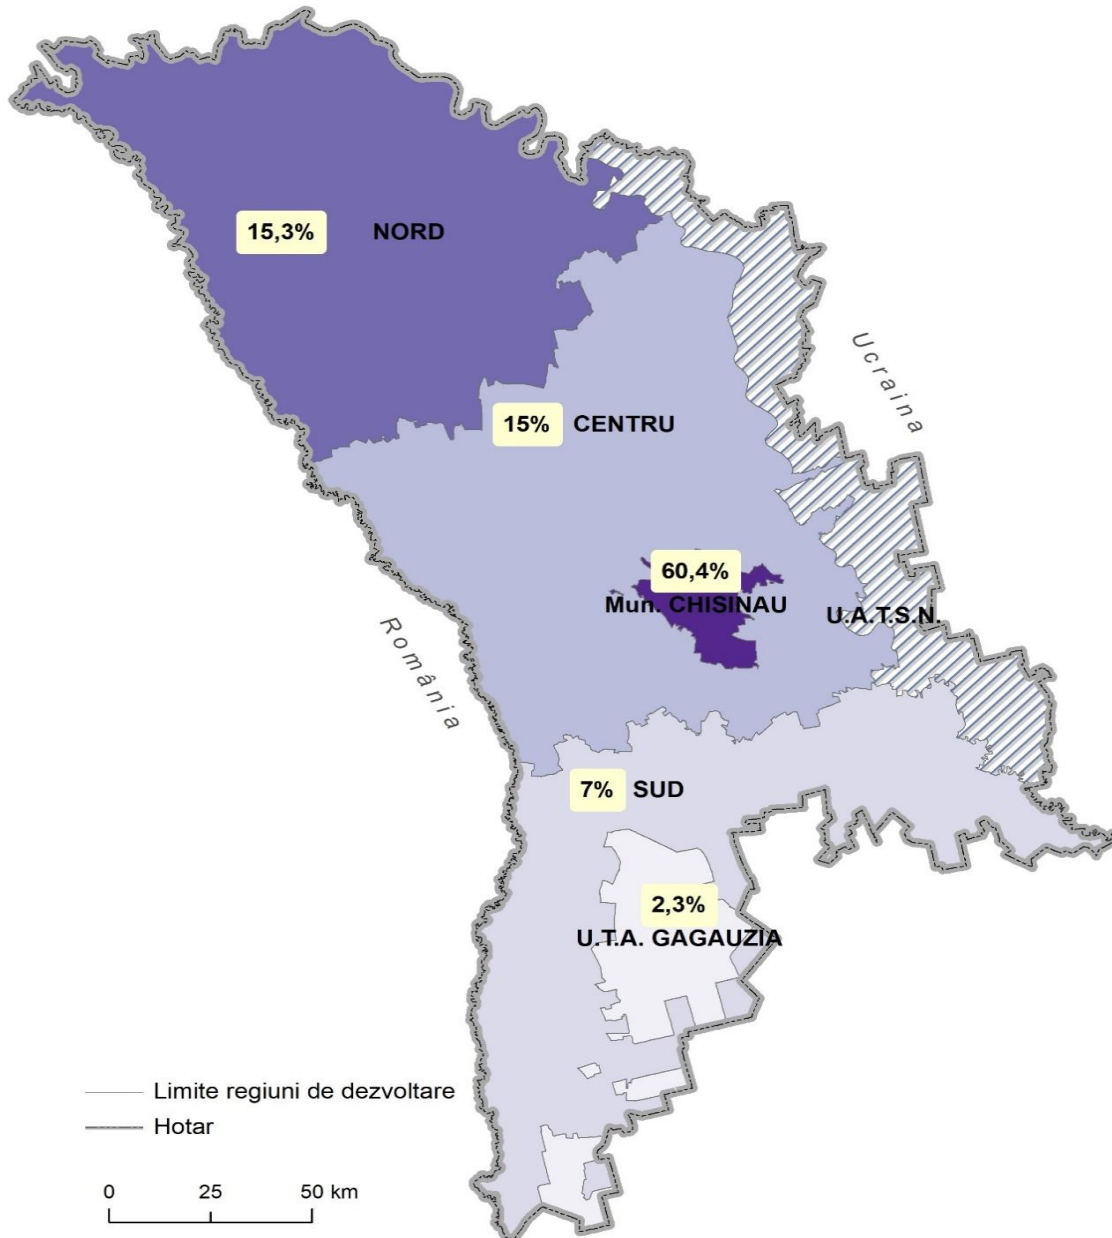 15,3% NORD
15% CENTRU
Ucraina
60,4%
Mun. CHISINAU
U.A.T.S.N.
România
7% SUD
2,3%
U.T.A. GAGAUZIA
Limite regiuni de dezvoltare
Hotar
0 25 50 km